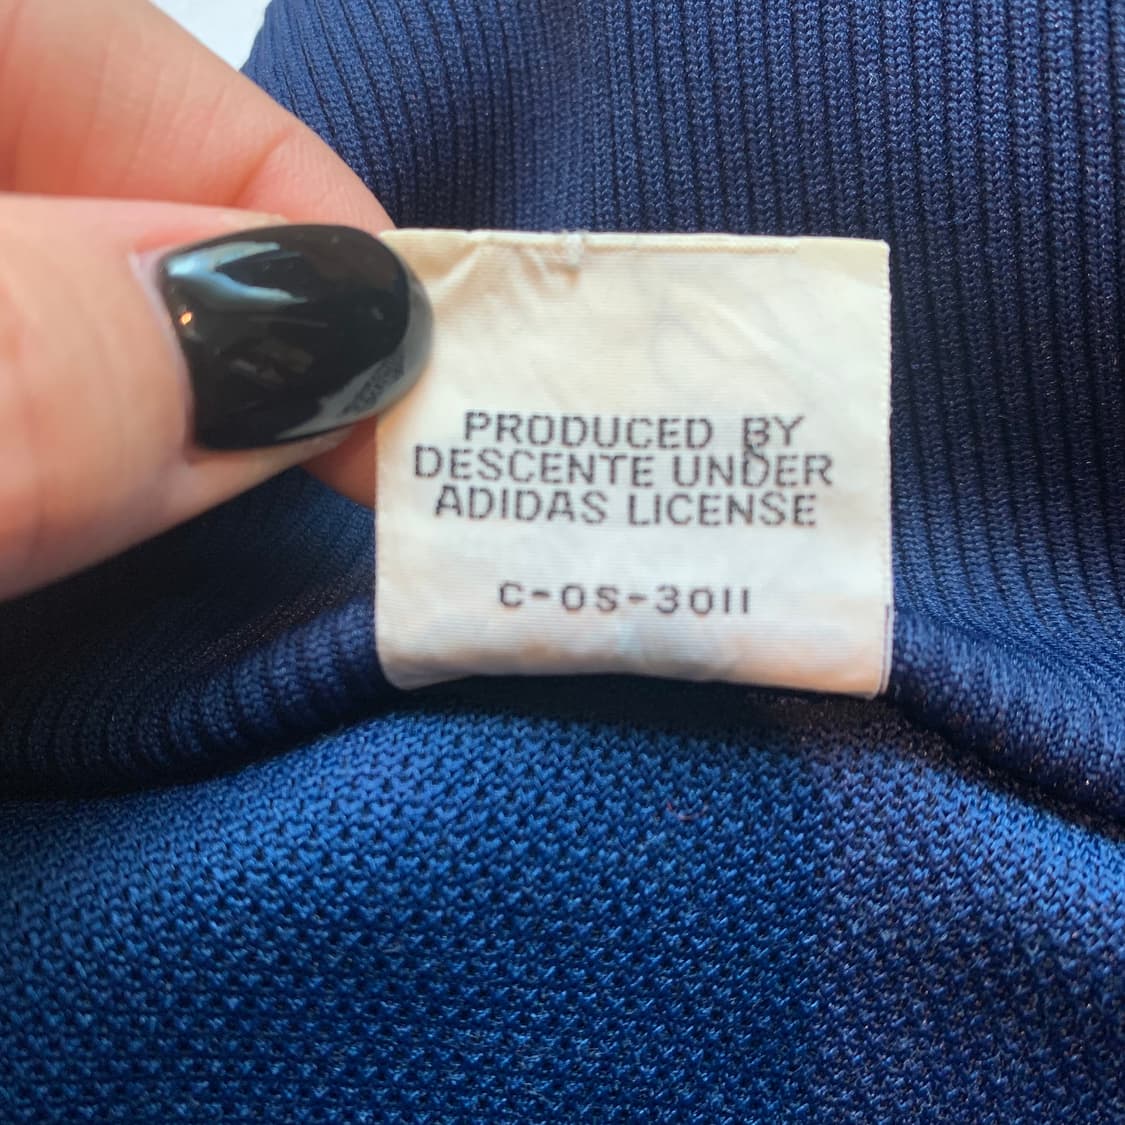 PRODUCED BY
DESCENTE UNDER
ADIDAS LICENSE
C-OS-3011